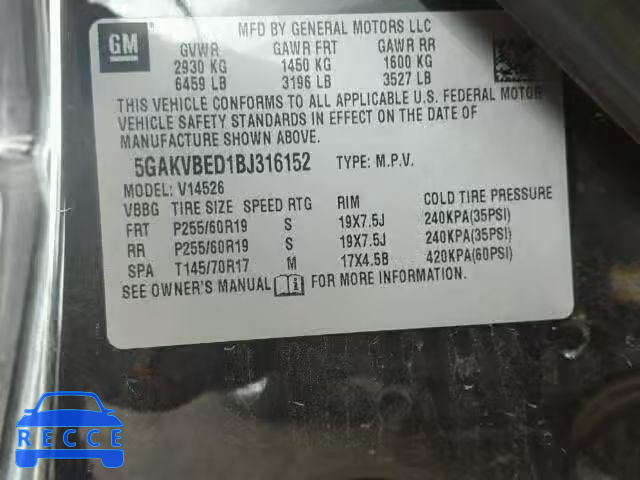 GM
MFD BY GENERAL MOTORS LLC
GVWR GAWR FRT GAWR RR
2930 KG 1450 KG 1600 KG
6459 LB 3196 LB 3527 LB
THIS VEHICLE CONFORMS TO ALL APPLICABLE U.S. FEDERAL MOTOR
VEHICLE SAFETY STANDARDS IN EFFECT ON THE DATE OF
MANUFACTURE SHOWN ABOVE.
5GAKVBED1BJ316152 TYPE: M.P.V.
MODEL: V14526
VBBG TIRE SIZE SPEED RTG RIM COLD TIRE PRESSURE
FRT P255/60R19 S 19X7.5J 240KPA(35PSI)
RR P255/60R19 S 19X7.5J 240KPA(35PSI)
SPA T145/70R17 M 17X4.5B 420KPA(60PSI)
SEE OWNER'S MANUAL FOR MORE INFORMATION.
RECCE